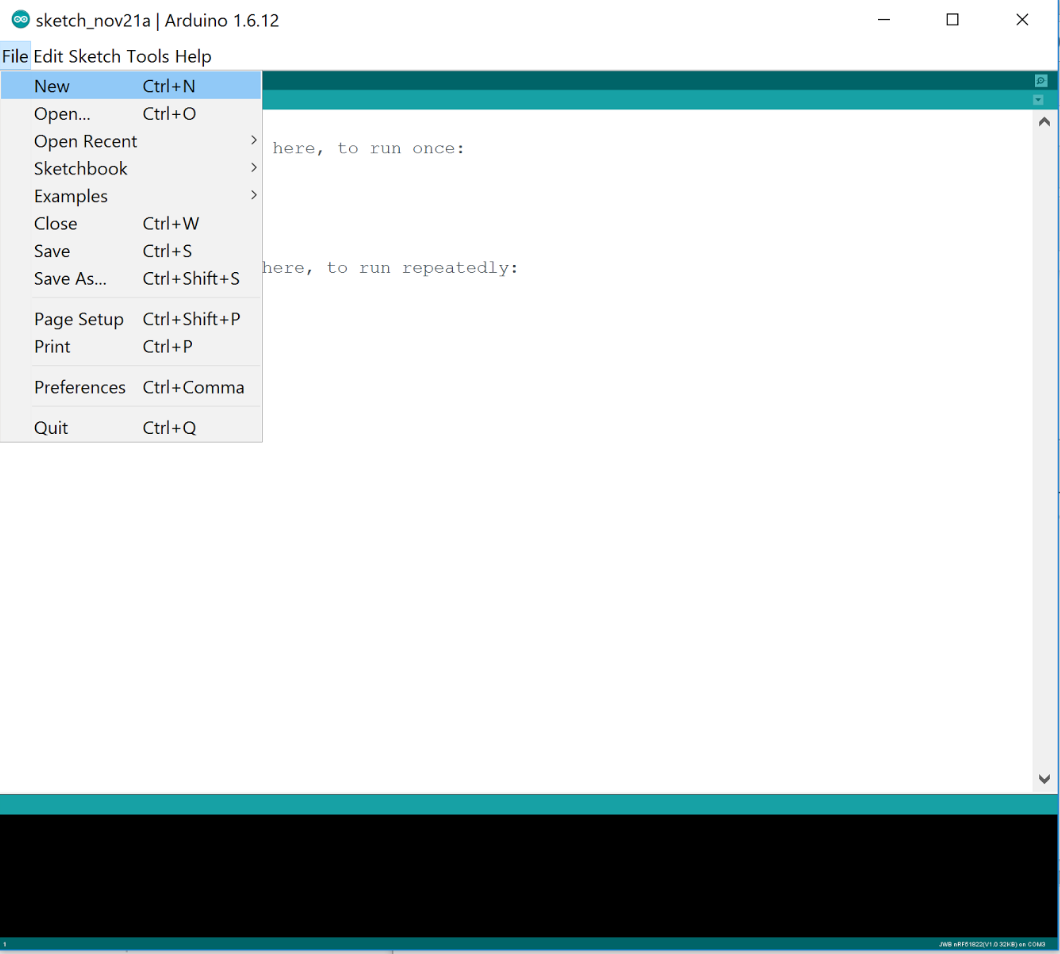 sketch_nov21a | Arduino 1.6.12
File Edit Sketch Tools Help
New Ctrl+N
Open... Ctrl+O
Open Recent
here, to run once:
Sketchbook
Examples
Close Ctrl+W
Save Ctrl+S
here, to run repeatedly:
Save As... Ctrl+Shift+S
Page Setup Ctrl+Shift+P
Print Ctrl+P
Preferences Ctrl+Comma
Quit Ctrl+Q
1 JWB nRF51822(V1.0 32KB) on COM3